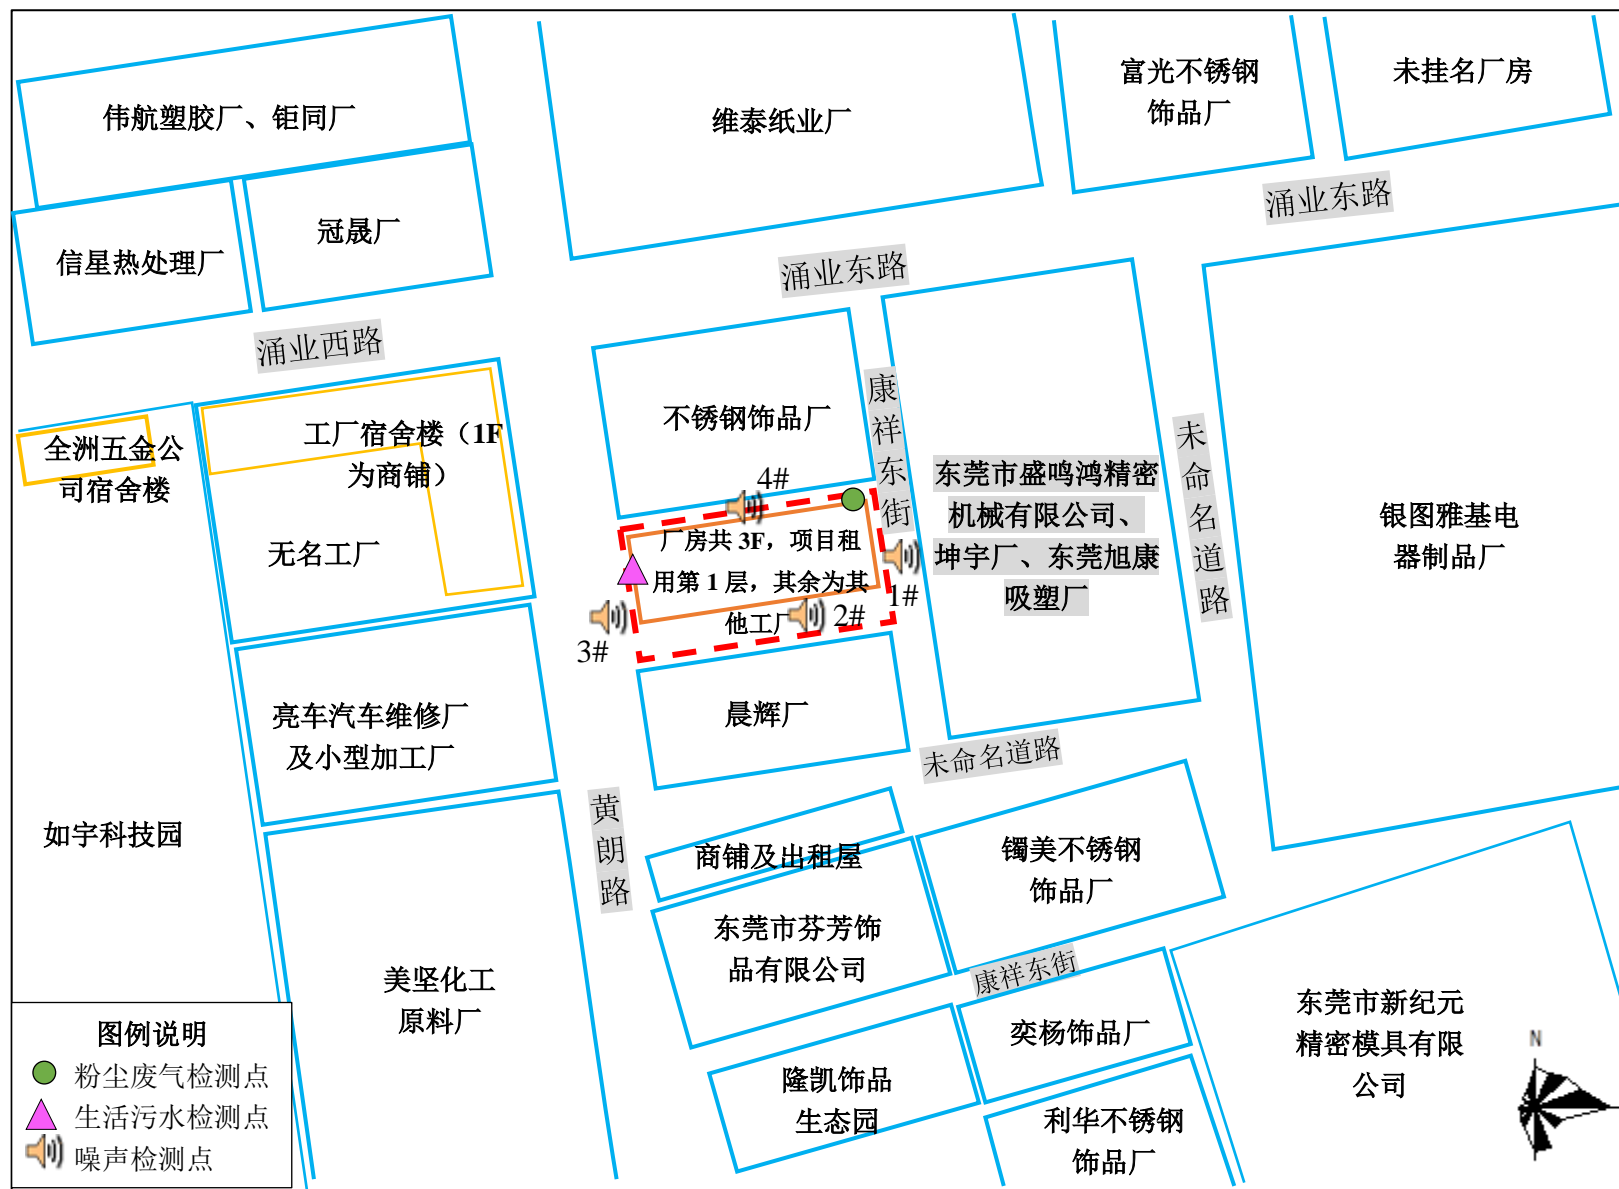 伟航塑胶厂、钜同厂
维泰纸业厂
富光不锈钢
饰品厂
未挂名厂房
信星热处理厂
冠晟厂
涌业东路
涌业东路
涌业西路
全洲五金公
司宿舍楼
工厂宿舍楼（1F
为商铺）
无名工厂
不锈钢饰品厂
康祥东街
未命名道路
东莞市盛鸣鸿精密
机械有限公司、
坤宇厂、东莞旭康
吸塑厂
银图雅基电
器制品厂
4#
厂房共 3F，项目租
用第 1 层，其余为其
他工厂
1#
2#
3#
亮车汽车维修厂
及小型加工厂
晨辉厂
未命名道路
如宇科技园
黄朗路
商铺及出租屋
镯美不锈钢
饰品厂
东莞市芬芳饰
品有限公司
康祥东街
美坚化工
原料厂
奕杨饰品厂
东莞市新纪元
精密模具有限
公司
隆凯饰品
生态园
利华不锈钢
饰品厂
N
图例说明
粉尘废气检测点
生活污水检测点
噪声检测点